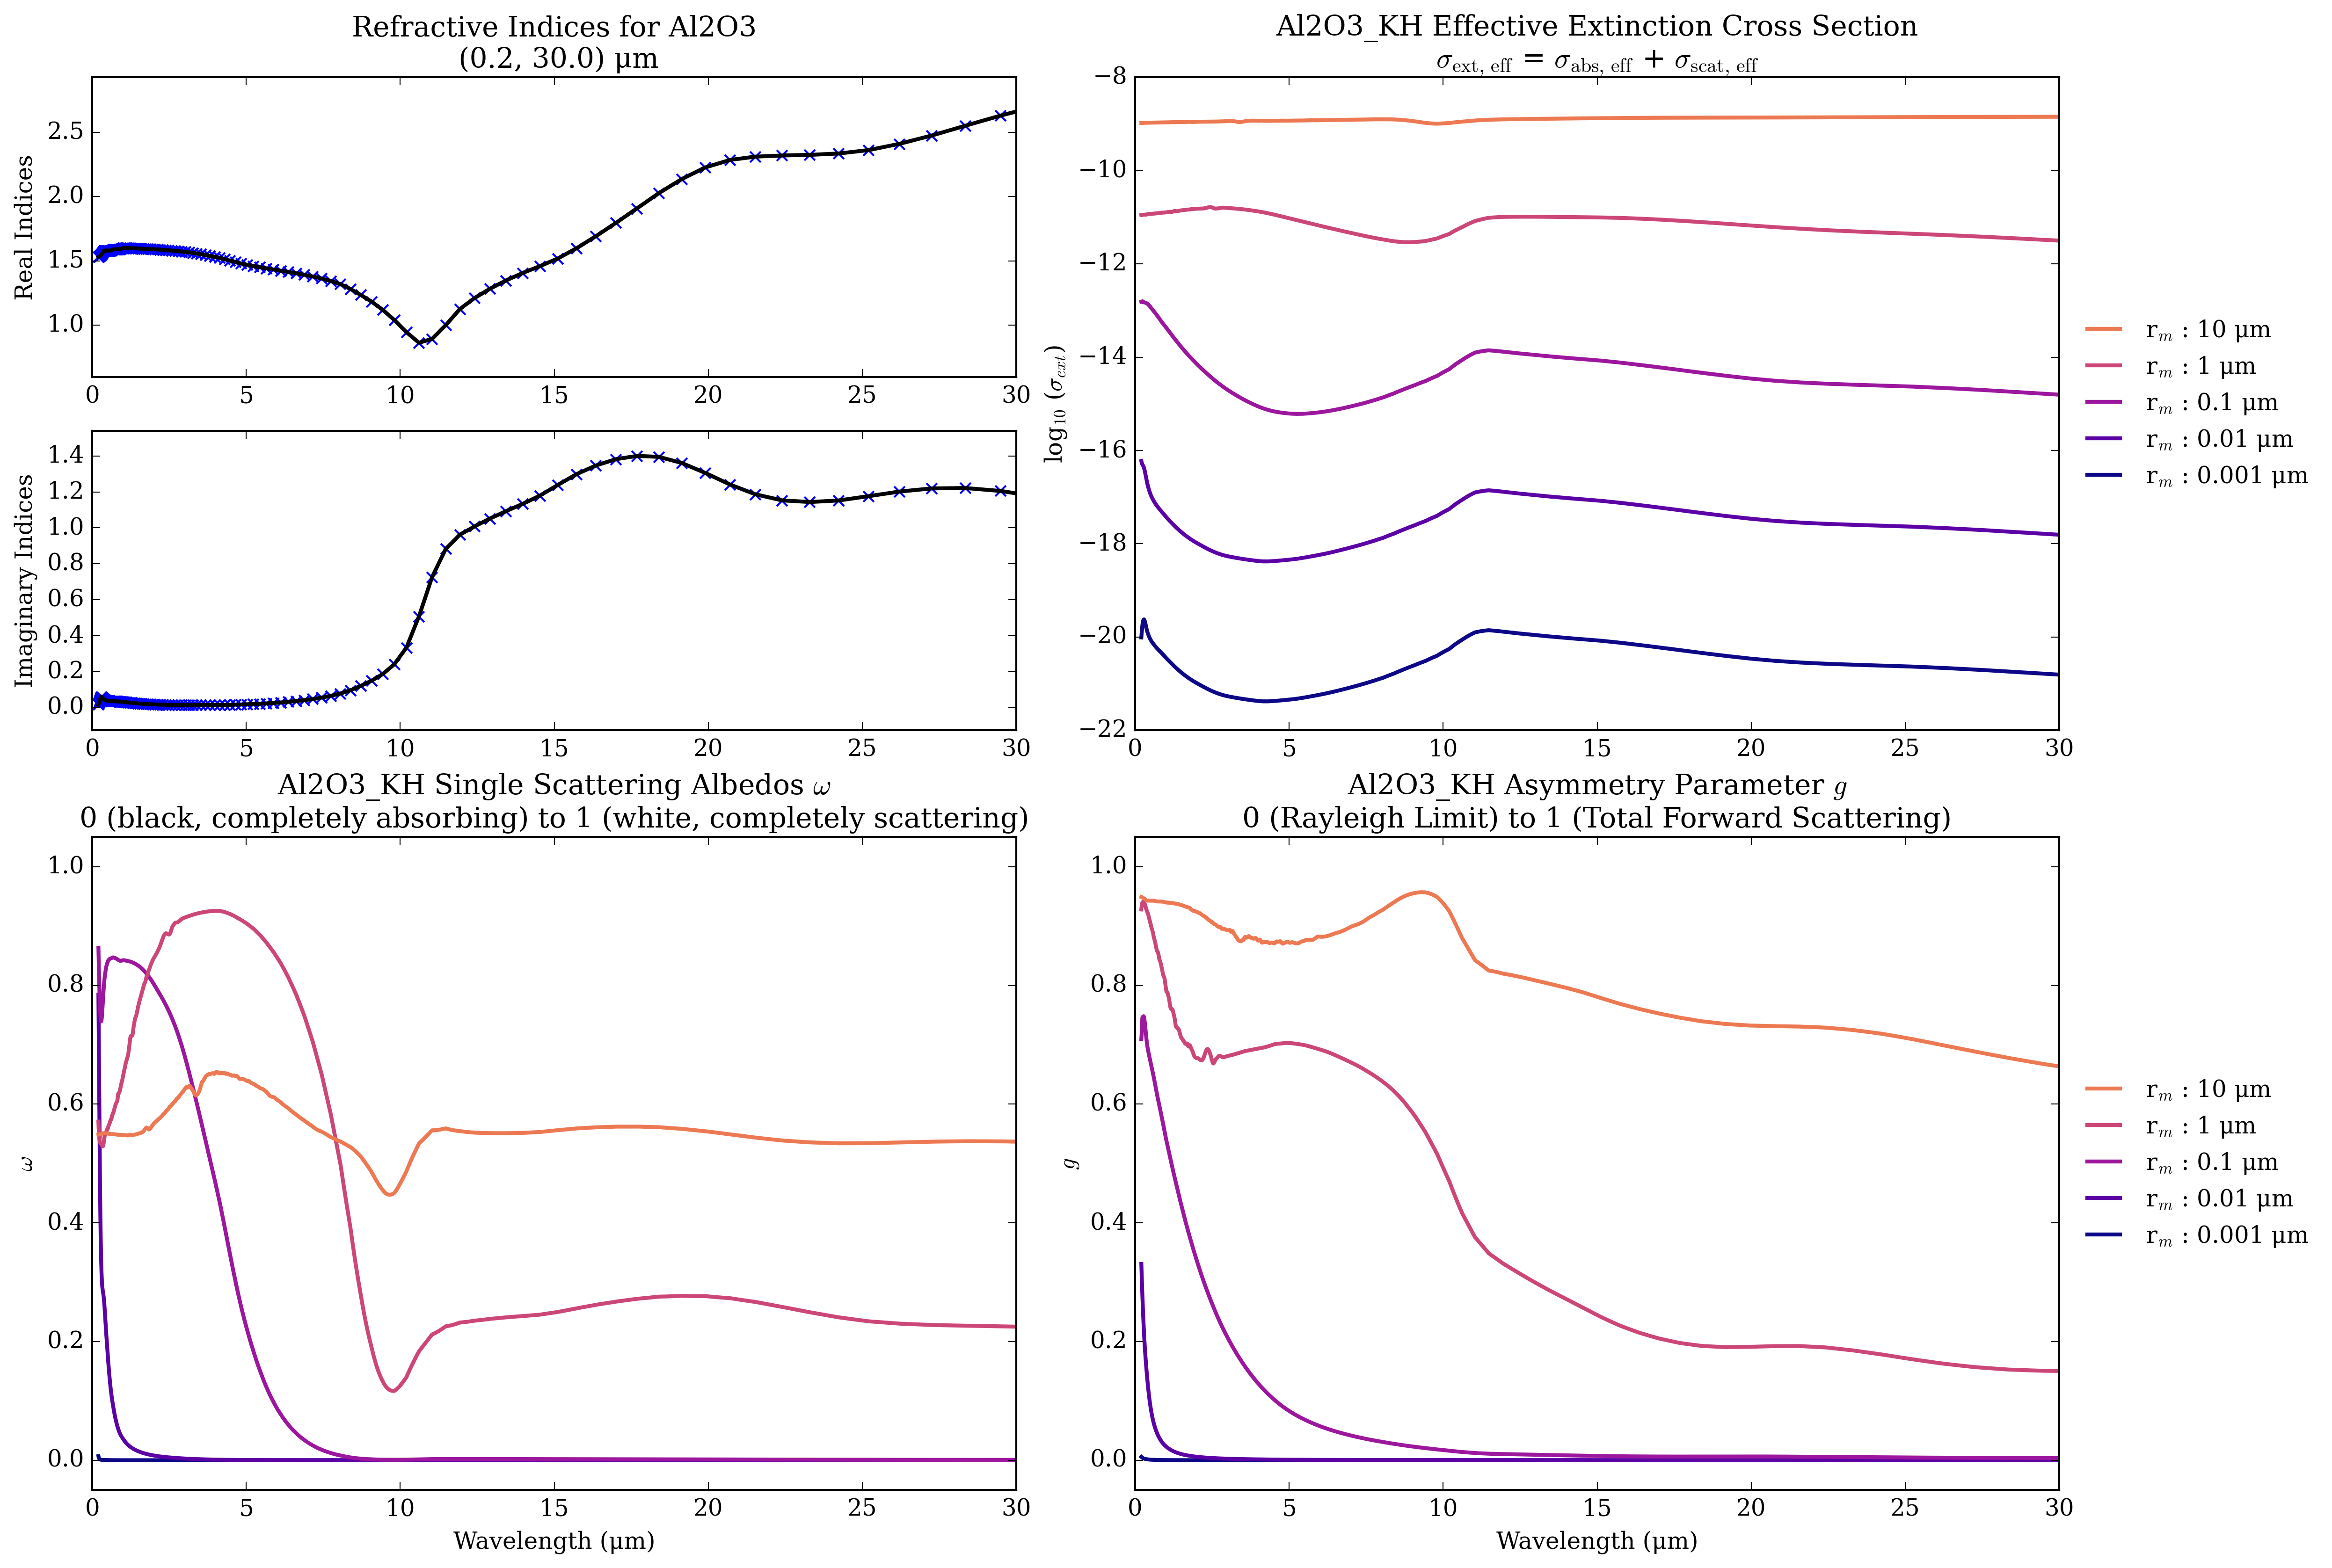 Refractive Indices for Al2O3
(0.2, 30.0) μm
Real Indices
2.5
2.0
1.5
1.0
0 5 10 15 20 25 30
Imaginary Indices
1.4
1.2
1.0
0.8
0.6
0.4
0.2
0.0
0 5 10 15 20 25 30
Al2O3_KH Effective Extinction Cross Section
σext, eff = σabs, eff + σscat, eff
log10 (σext)
−8
−10
−12
−14
−16
−18
−20
−22
0 5 10 15 20 25 30
rm : 10 μm
rm : 1 μm
rm : 0.1 μm
rm : 0.01 μm
rm : 0.001 μm
Al2O3_KH Single Scattering Albedos ω
0 (black, completely absorbing) to 1 (white, completely scattering)
ω
1.0
0.8
0.6
0.4
0.2
0.0
0 5 10 15 20 25 30
Wavelength (μm)
Al2O3_KH Asymmetry Parameter g
0 (Rayleigh Limit) to 1 (Total Forward Scattering)
g
1.0
0.8
0.6
0.4
0.2
0.0
0 5 10 15 20 25 30
Wavelength (μm)
rm : 10 μm
rm : 1 μm
rm : 0.1 μm
rm : 0.01 μm
rm : 0.001 μm